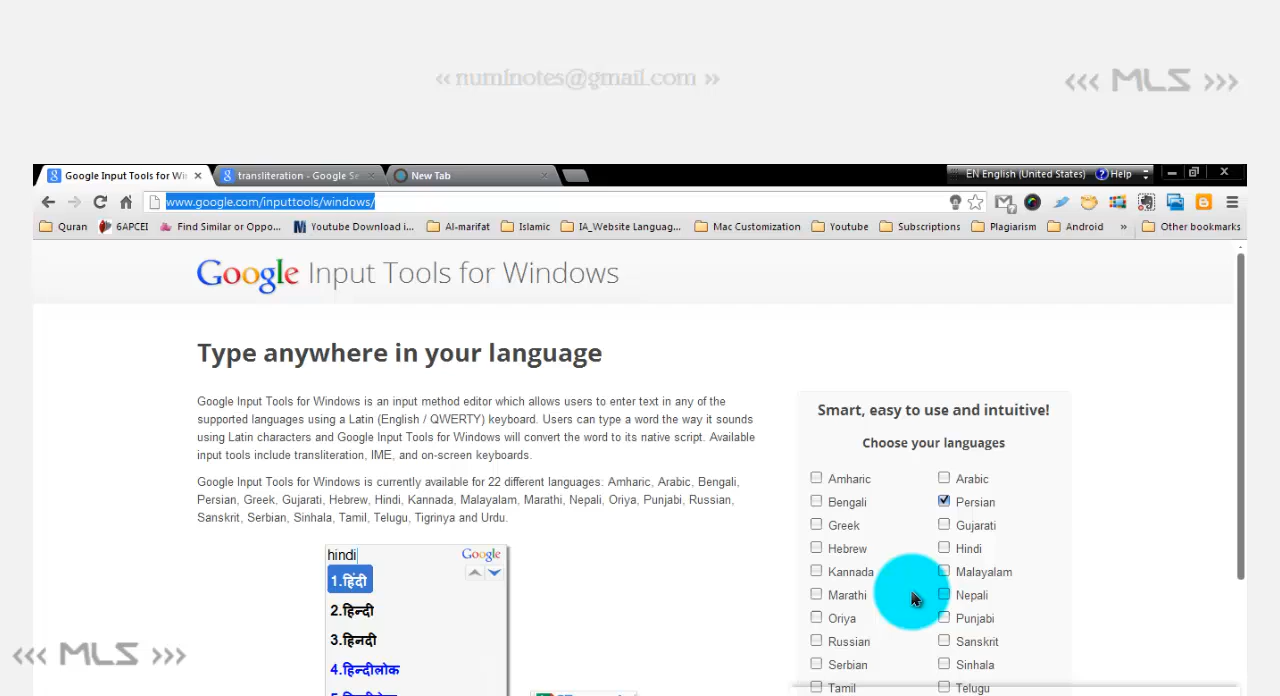 « numlnotes@gmail.com »
<<< MLS >>>
Google Input Tools for Wi
transliteration - Google Se
New Tab
EN English (United States)
Help
www.google.com/inputtools/windows/
Quran
6APCEI
Find Similar or Oppo...
Youtube Download i...
Al-marifat
Islamic
IA_Website Languag...
Mac Customization
Youtube
Subscriptions
Plagiarism
Android
»
Other bookmarks
Google Input Tools for Windows
Type anywhere in your language
Google Input Tools for Windows is an input method editor which allows users to enter text in any of the
supported languages using a Latin (English / QWERTY) keyboard. Users can type a word the way it sounds
using Latin characters and Google Input Tools for Windows will convert the word to its native script. Available
input tools include transliteration, IME, and on-screen keyboards.
Google Input Tools for Windows is currently available for 22 different languages: Amharic, Arabic, Bengali,
Persian, Greek, Gujarati, Hebrew, Hindi, Kannada, Malayalam, Marathi, Nepali, Oriya, Punjabi, Russian,
Sanskrit, Serbian, Sinhala, Tamil, Telugu, Tigrinya and Urdu.
hindi
Google
1.हिंदी
2.हिन्दी
3.हिनदी
4.हिन्दीलोक
Smart, easy to use and intuitive!
Choose your languages
Amharic
Arabic
Bengali
Persian
Greek
Gujarati
Hebrew
Hindi
Kannada
Malayalam
Marathi
Nepali
Oriya
Punjabi
Russian
Sanskrit
Serbian
Sinhala
Tamil
Telugu
<<< MLS >>>